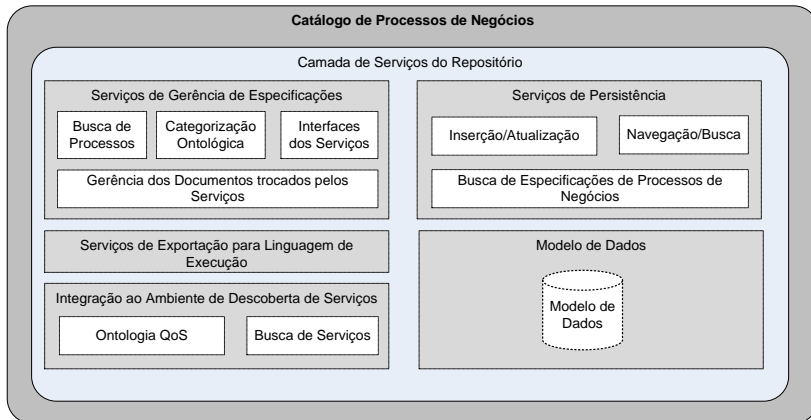 Catálogo de Processos de Negócios
Camada de Serviços do Repositório
Serviços de Gerência de Especificações
Busca de
Processos
Categorização
Ontológica
Interfaces
dos Serviços
Gerência dos Documentos trocados pelos
Serviços
Serviços de Persistência
Inserção/Atualização
Navegação/Busca
Busca de Especificações de Processos de
Negócios
Serviços de Exportação para Linguagem de
Execução
Integração ao Ambiente de Descoberta de Serviços
Ontologia QoS
Busca de Serviços
Modelo de Dados
Modelo de
Dados